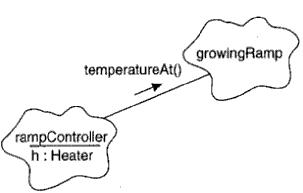 growingRamp
temperatureAt()
rampController
h : Heater